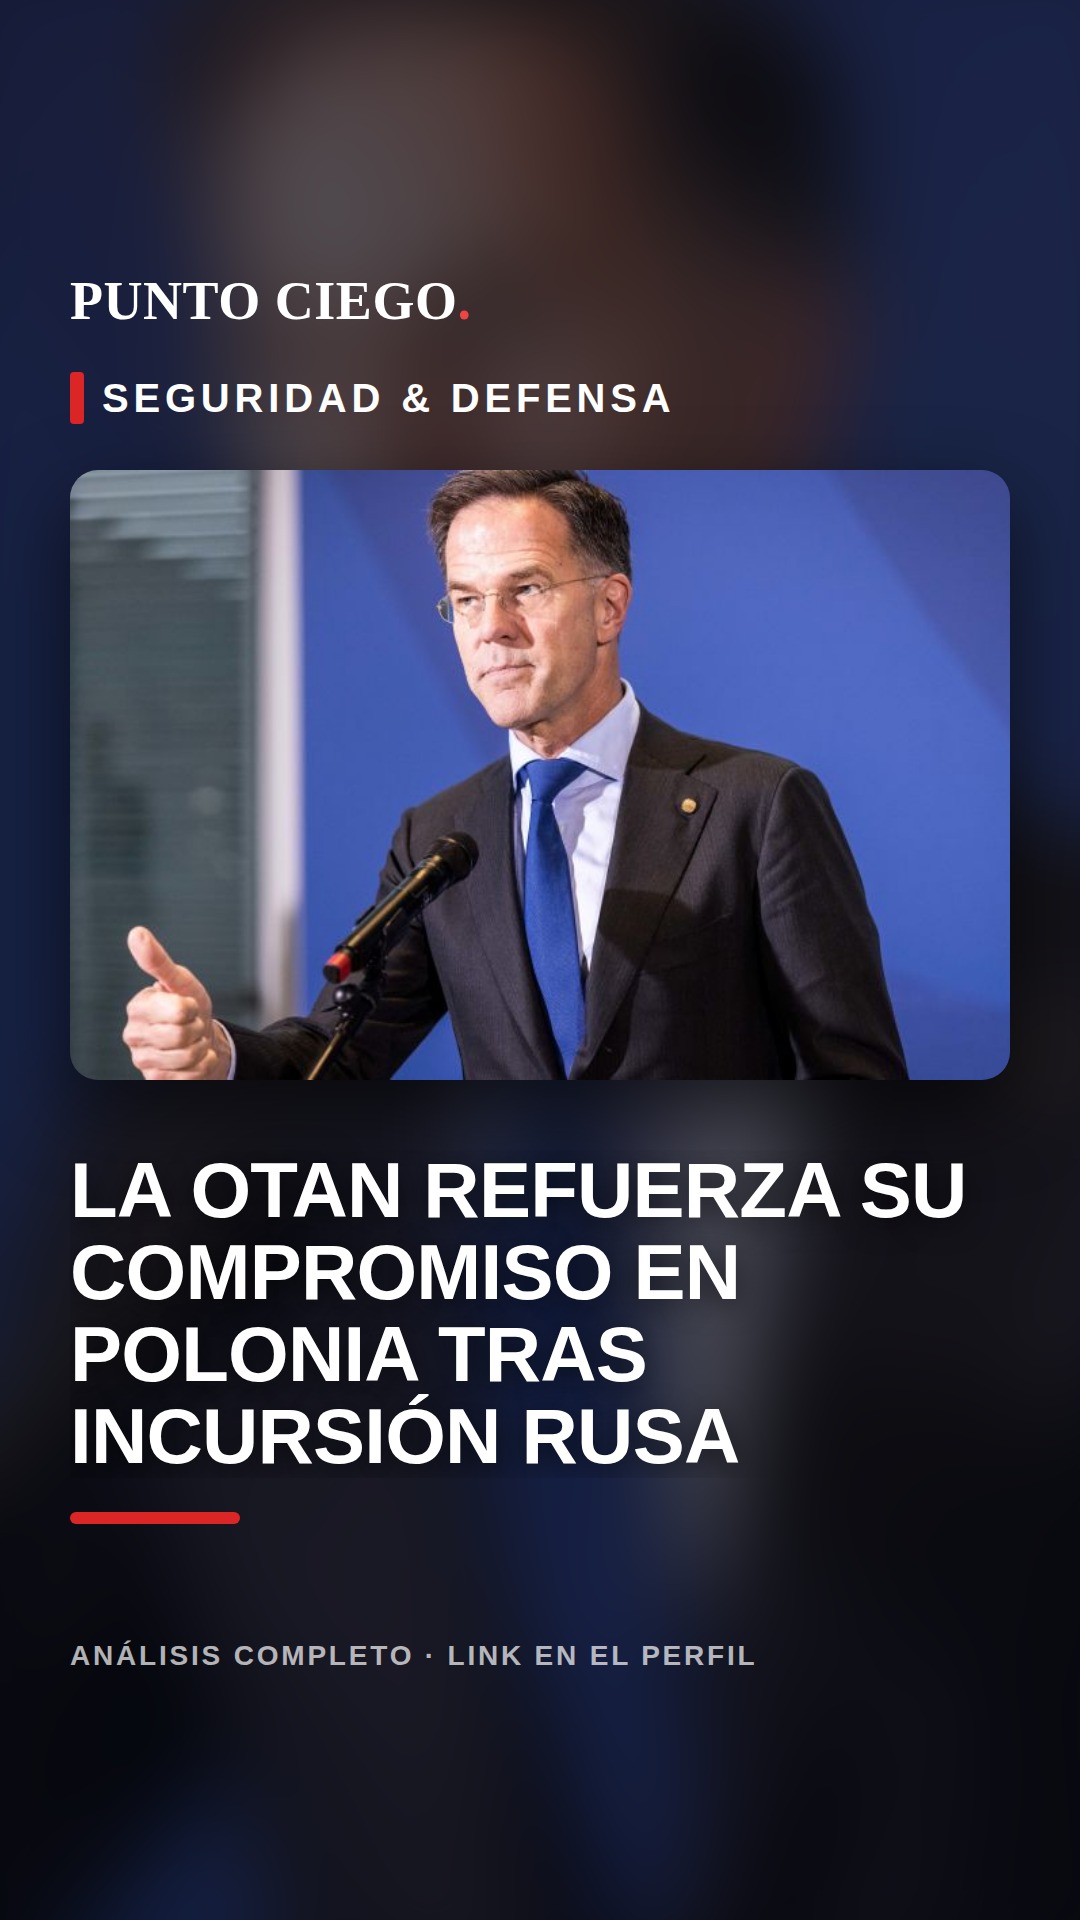 PUNTO CIEGO.
SEGURIDAD & DEFENSA
LA OTAN REFUERZA SU
COMPROMISO EN
POLONIA TRAS
INCURSIÓN RUSA
ANÁLISIS COMPLETO · LINK EN EL PERFIL